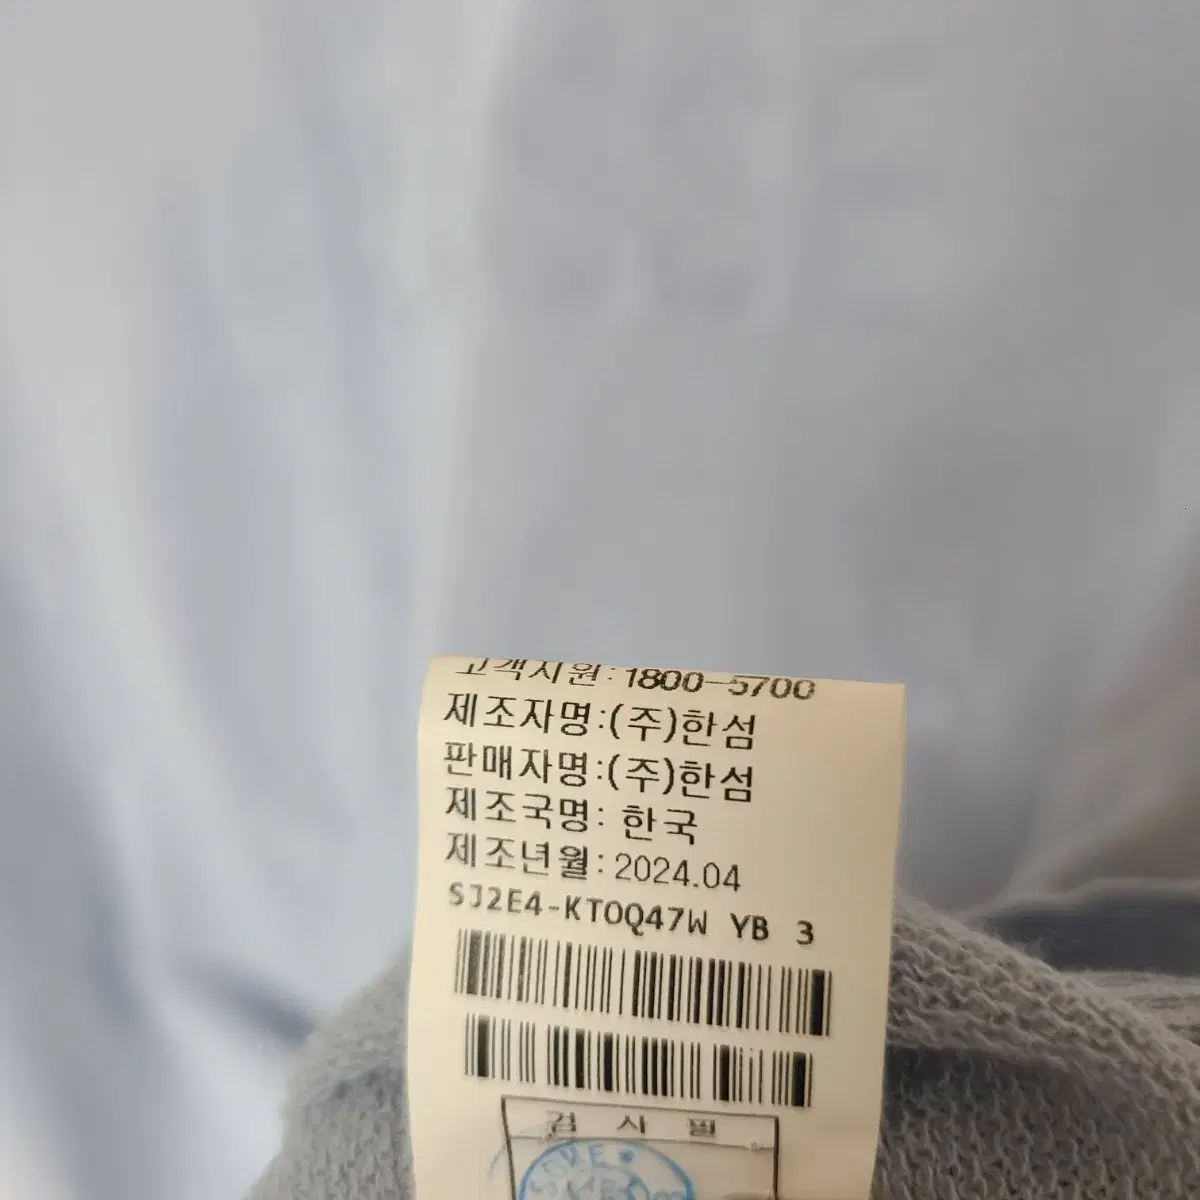 고객지원:1800-5700
제조자명:(주)한섬
판매자명:(주)한섬
제조국명: 한국
제조년월:2024.04
SJ2E4-KTOQ47W YB 3
검 사 필